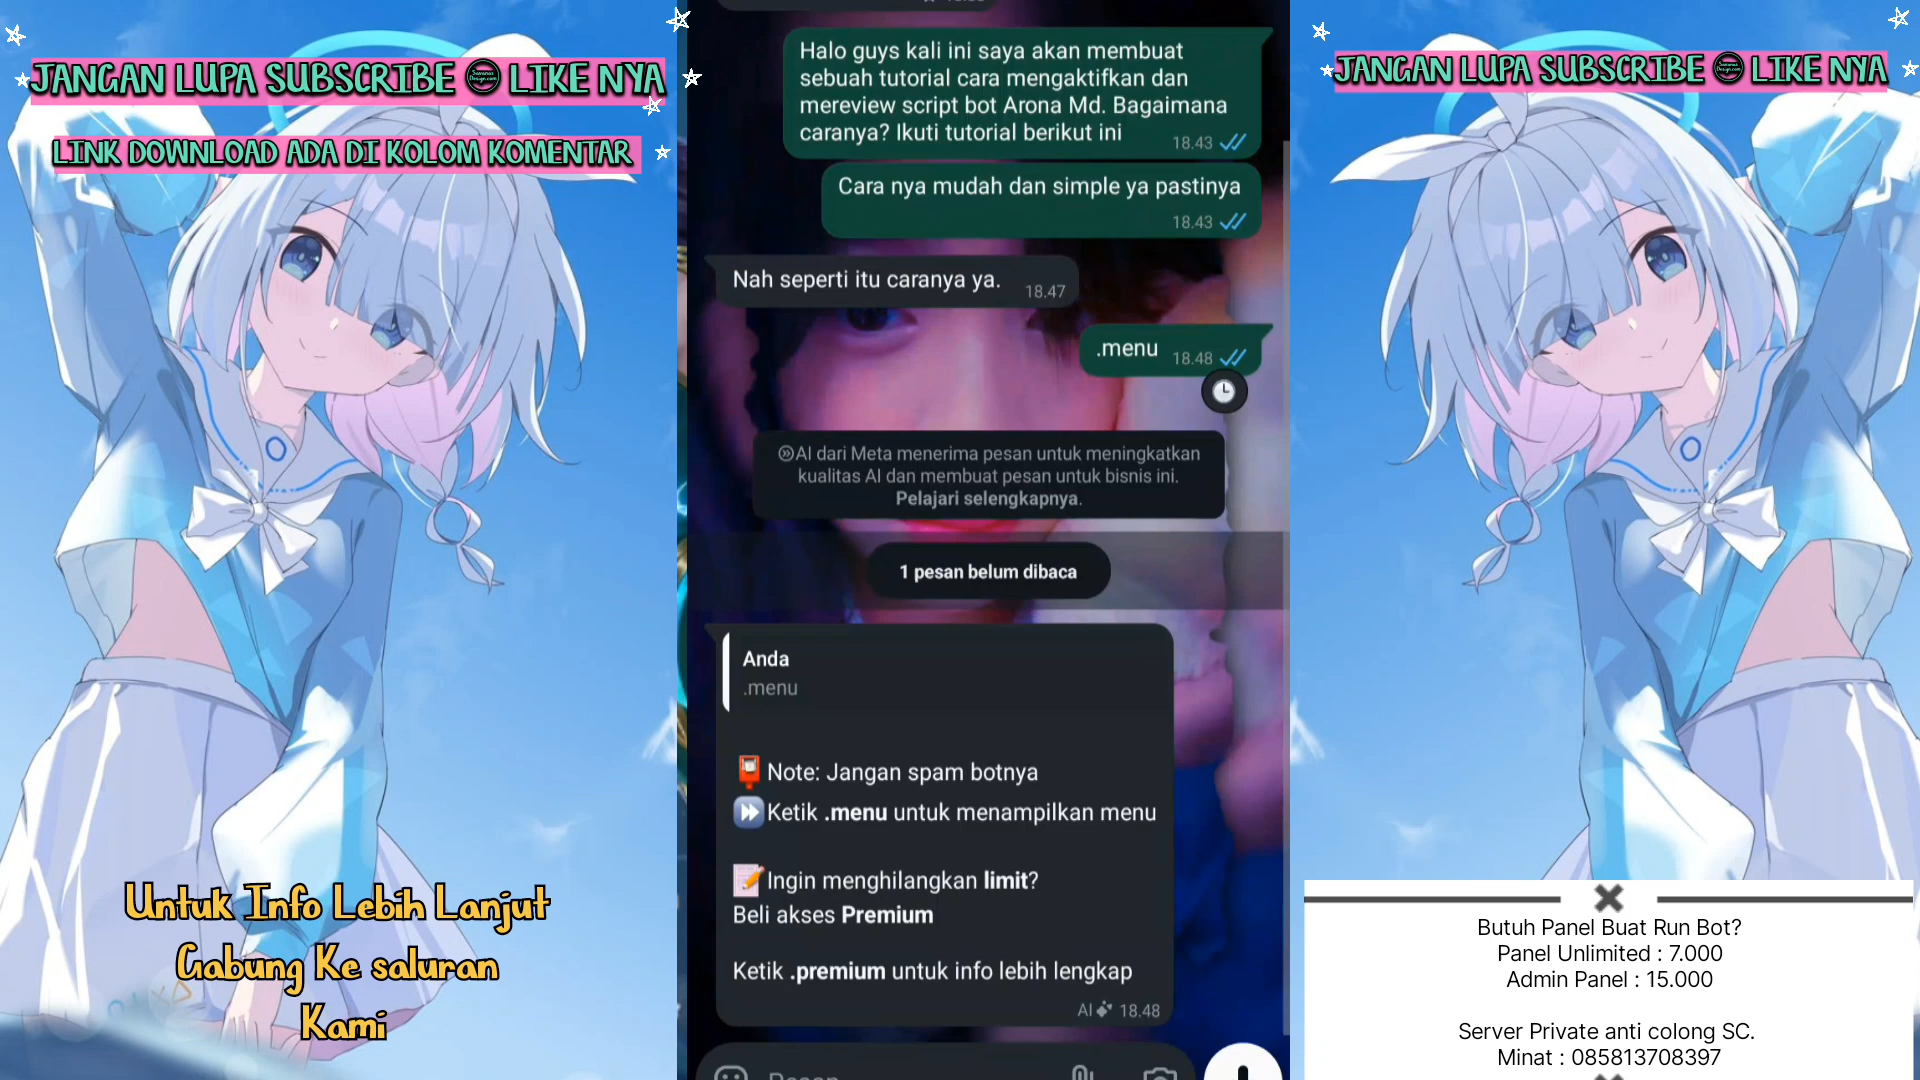 JANGAN LUPA SUBSCRIBE LIKE NYA
LINK DOWNLOAD ADA DI KOLOM KOMENTAR
Untuk Info Lebih Lanjut
Gabung Ke saluran
Kami
Halo guys kali ini saya akan membuat
sebuah tutorial cara mengaktifkan dan
mereview script bot Arona Md. Bagaimana
caranya? Ikuti tutorial berikut ini
18.43
Cara nya mudah dan simple ya pastinya
18.43
Nah seperti itu caranya ya.
18.47
.menu
18.48
AI dari Meta menerima pesan untuk meningkatkan
kualitas AI dan membuat pesan untuk bisnis ini.
Pelajari selengkapnya.
1 pesan belum dibaca
Anda
.menu
Note: Jangan spam botnya
Ketik .menu untuk menampilkan menu
Ingin menghilangkan limit?
Beli akses Premium
Ketik .premium untuk info lebih lengkap
AI 18.48
JANGAN LUPA SUBSCRIBE LIKE NYA
Butuh Panel Buat Run Bot?
Panel Unlimited : 7.000
Admin Panel : 15.000
Server Private anti colong SC.
Minat : 085813708397